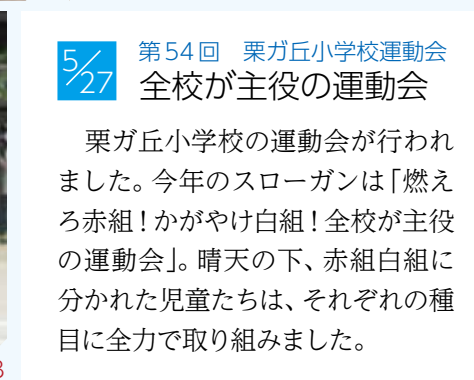 5/27
第54回　栗ガ丘小学校運動会
全校が主役の運動会
栗ガ丘小学校の運動会が行われ
ました。今年のスローガンは「燃え
ろ赤組！かがやけ白組！全校が主役
の運動会」。晴天の下、赤組白組に
分かれた児童たちは、それぞれの種
目に全力で取り組みました。